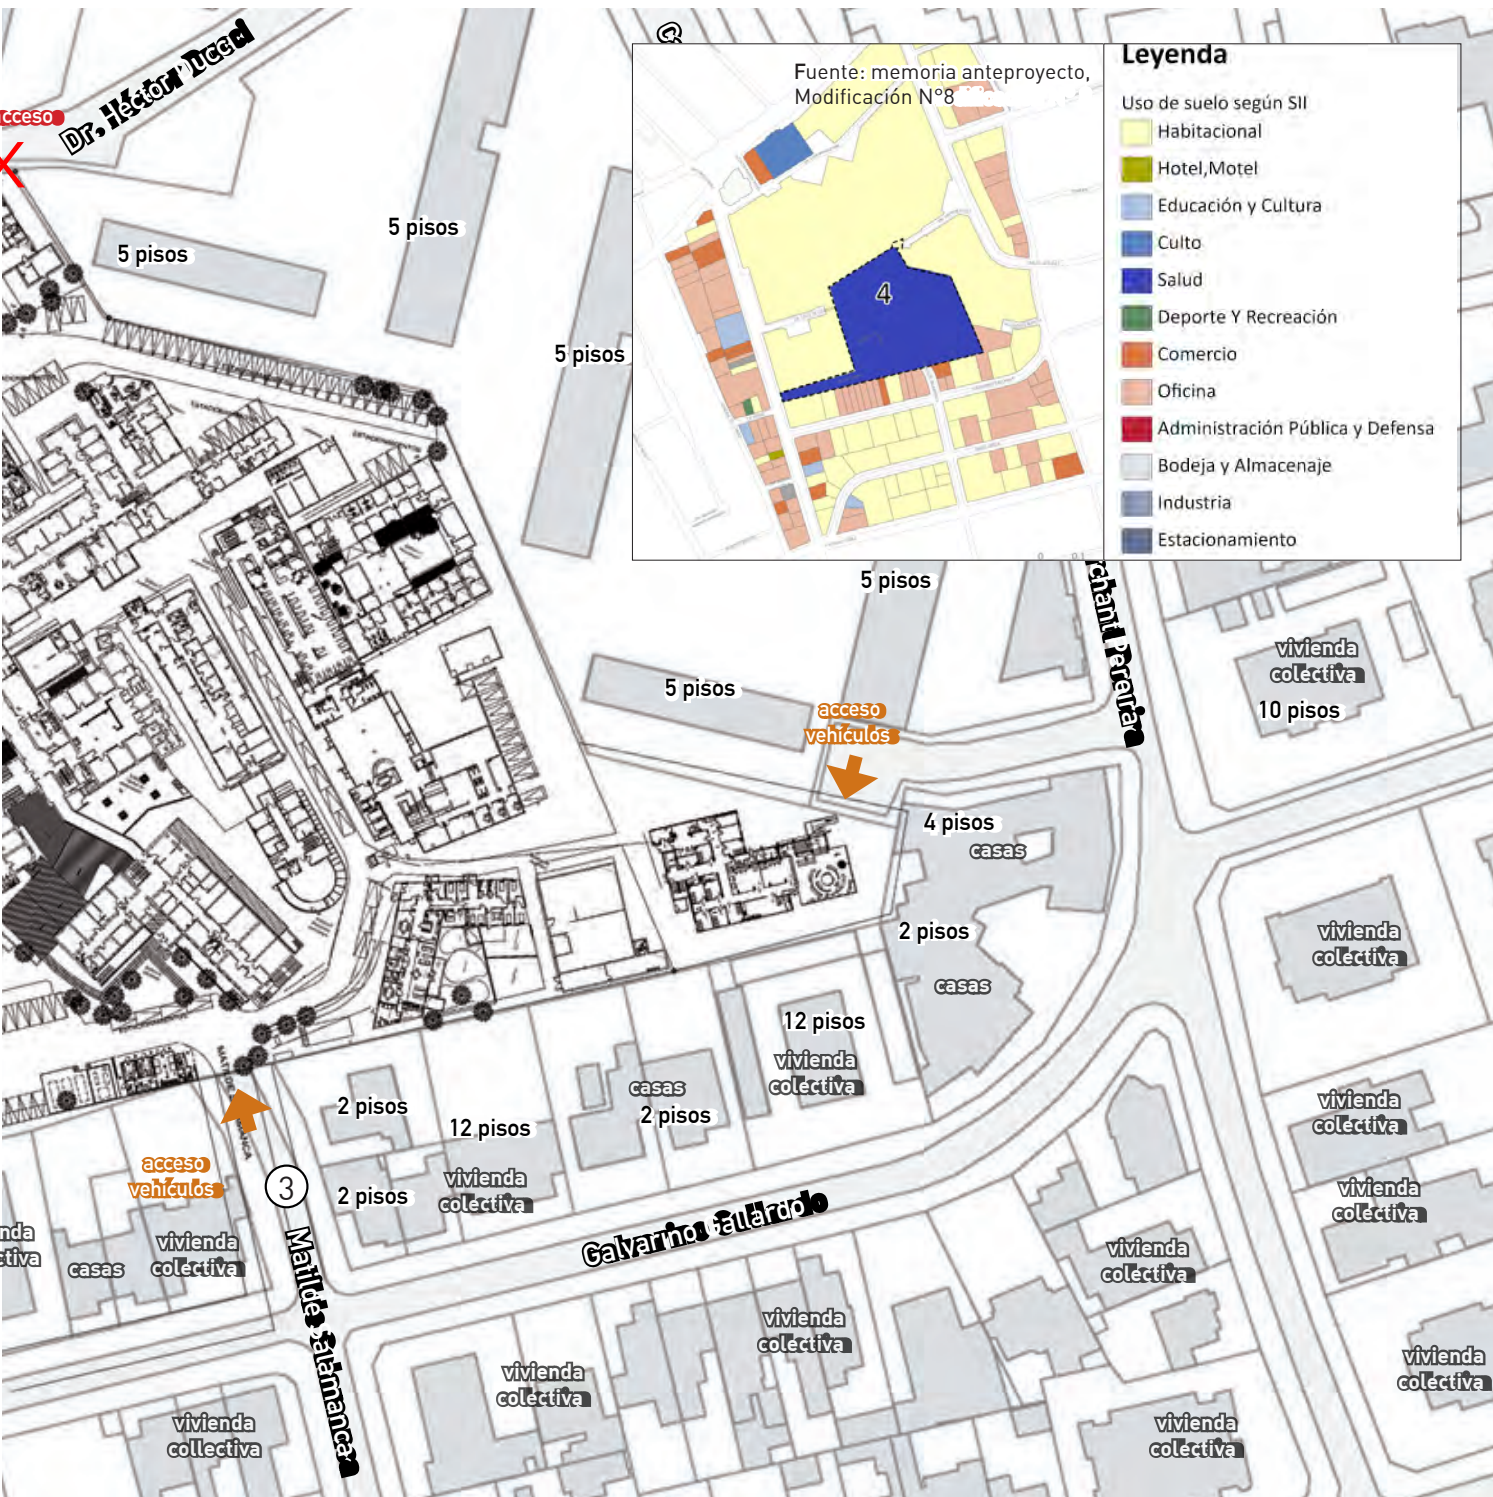 Dr. Héctor Ducci
acceso
5 pisos
5 pisos
5 pisos
Fuente: memoria anteproyecto,
Modificación N°8
4
Leyenda
Uso de suelo según SII
Habitacional
Hotel,Motel
Educación y Cultura
Culto
Salud
Deporte Y Recreación
Comercio
Oficina
Administración Pública y Defensa
Bodeja y Almacenaje
Industria
Estacionamiento
5 pisos
rchant Pereira
vivienda
colectiva
10 pisos
5 pisos
acceso
vehículos
4 pisos
casas
2 pisos
casas
vivienda
colectiva
12 pisos
vivienda
colectiva
casas
2 pisos
2 pisos
12 pisos
vivienda
colectiva
2 pisos
acceso
vehículos
3
vivienda
colectiva
vivienda
colectiva
nda
ctiva
casas
vivienda
colectiva
Matilde Salamanca
Galvarino Gallardo
vivienda
colectiva
vivienda
colectiva
vivienda
colectiva
vivienda
colectiva
vivienda
collectiva
vivienda
colectiva